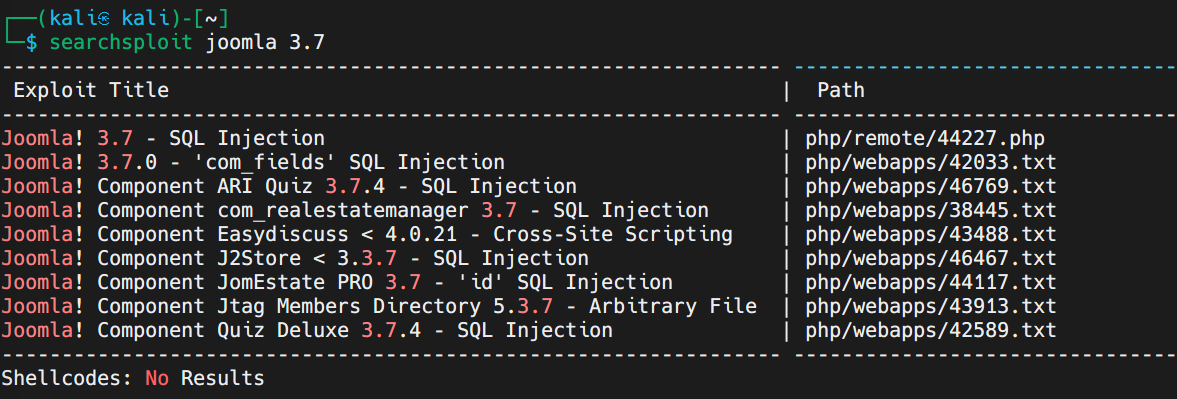 ┌──(kali㉿ kali)-[~]
└─$ searchsploit joomla 3.7
----------------------------------------------------------------- --------------------------------
Exploit Title | Path
----------------------------------------------------------------- --------------------------------
Joomla! 3.7 - SQL Injection | php/remote/44227.php
Joomla! 3.7.0 - 'com_fields' SQL Injection | php/webapps/42033.txt
Joomla! Component ARI Quiz 3.7.4 - SQL Injection | php/webapps/46769.txt
Joomla! Component com_realestatemanager 3.7 - SQL Injection | php/webapps/38445.txt
Joomla! Component Easydiscuss < 4.0.21 - Cross-Site Scripting | php/webapps/43488.txt
Joomla! Component J2Store < 3.3.7 - SQL Injection | php/webapps/46467.txt
Joomla! Component JomEstate PRO 3.7 - 'id' SQL Injection | php/webapps/44117.txt
Joomla! Component Jtag Members Directory 5.3.7 - Arbitrary File | php/webapps/43913.txt
Joomla! Component Quiz Deluxe 3.7.4 - SQL Injection | php/webapps/42589.txt
----------------------------------------------------------------- --------------------------------
Shellcodes: No Results